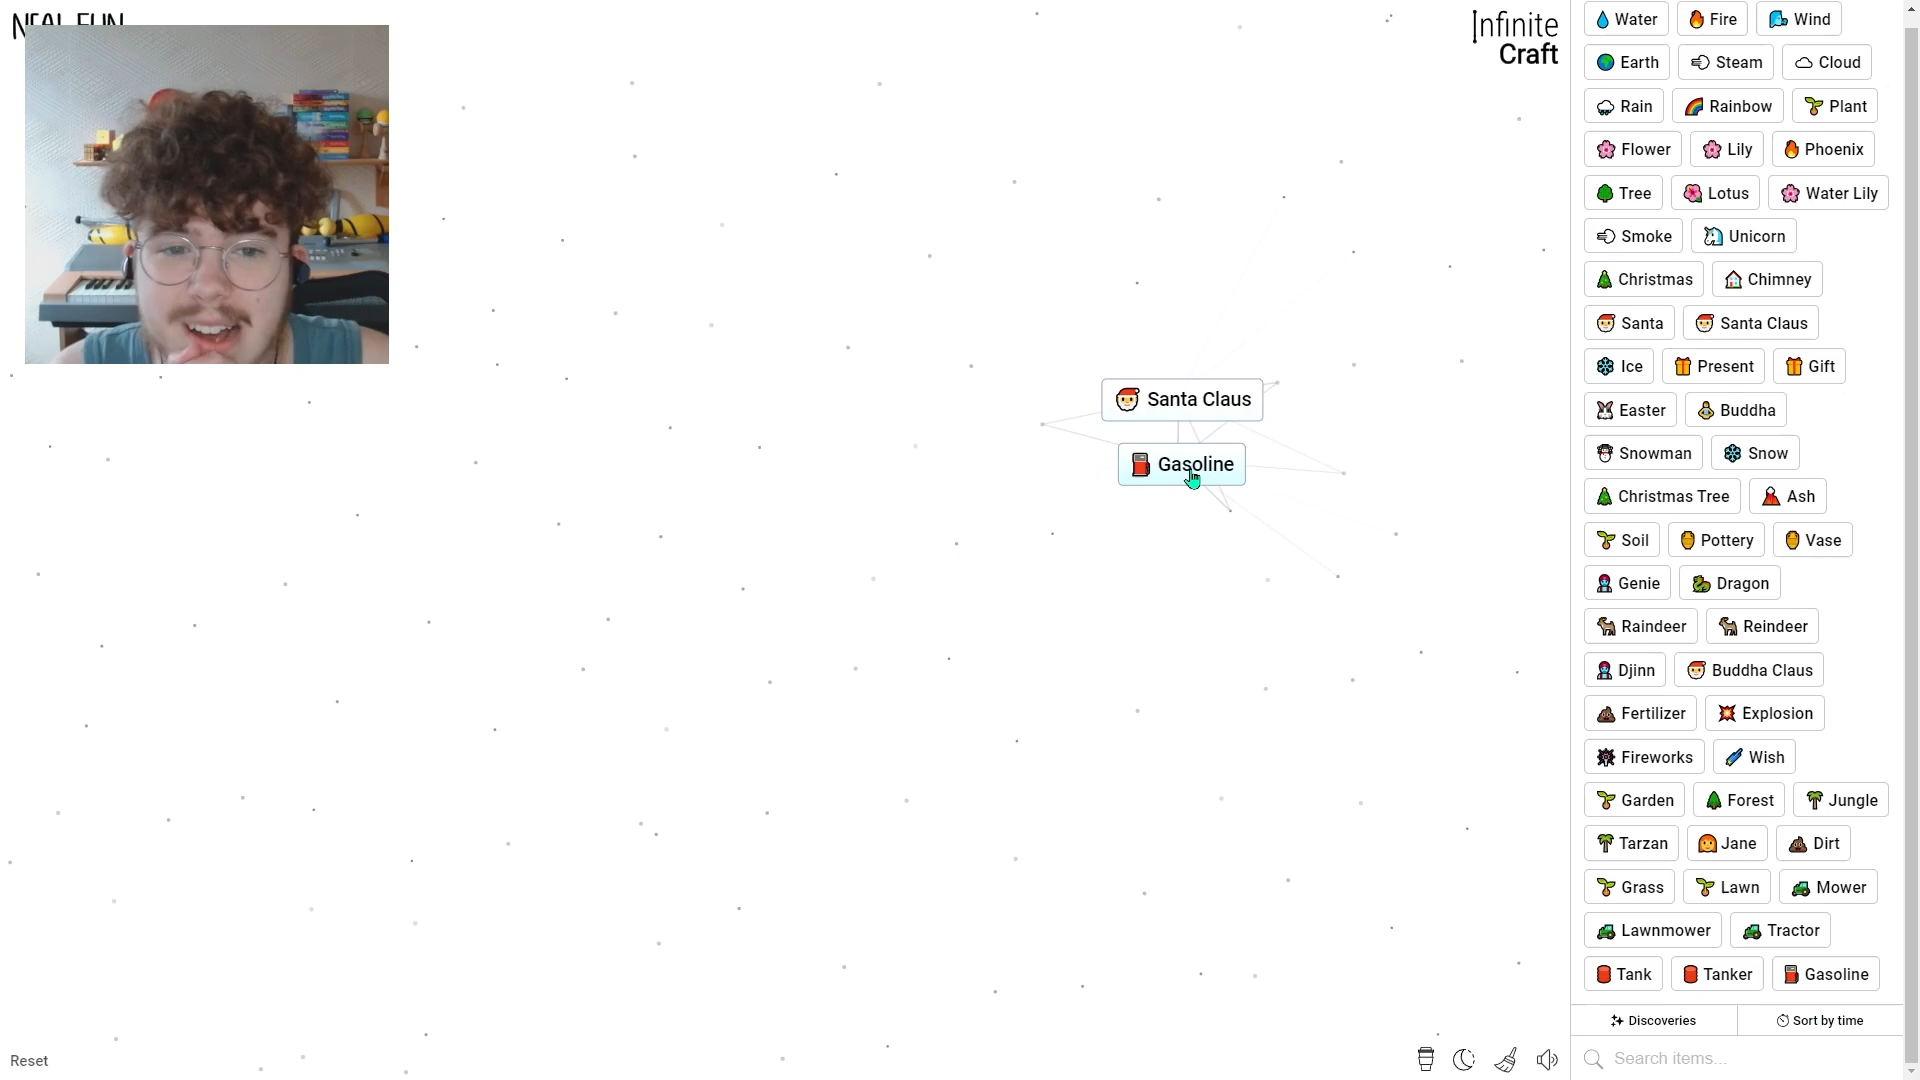 NEAL.FUN
Infinite
Craft
Water
Fire
Wind
Earth
Steam
Cloud
Rain
Rainbow
Plant
Flower
Lily
Phoenix
Tree
Lotus
Water Lily
Smoke
Unicorn
Christmas
Chimney
Santa
Santa Claus
Ice
Present
Gift
Easter
Buddha
Snowman
Snow
Christmas Tree
Ash
Soil
Pottery
Vase
Genie
Dragon
Raindeer
Reindeer
Djinn
Buddha Claus
Fertilizer
Explosion
Fireworks
Wish
Garden
Forest
Jungle
Tarzan
Jane
Dirt
Grass
Lawn
Mower
Lawnmower
Tractor
Tank
Tanker
Gasoline
Santa Claus
Gasoline
Discoveries
Sort by time
Search items...
Reset